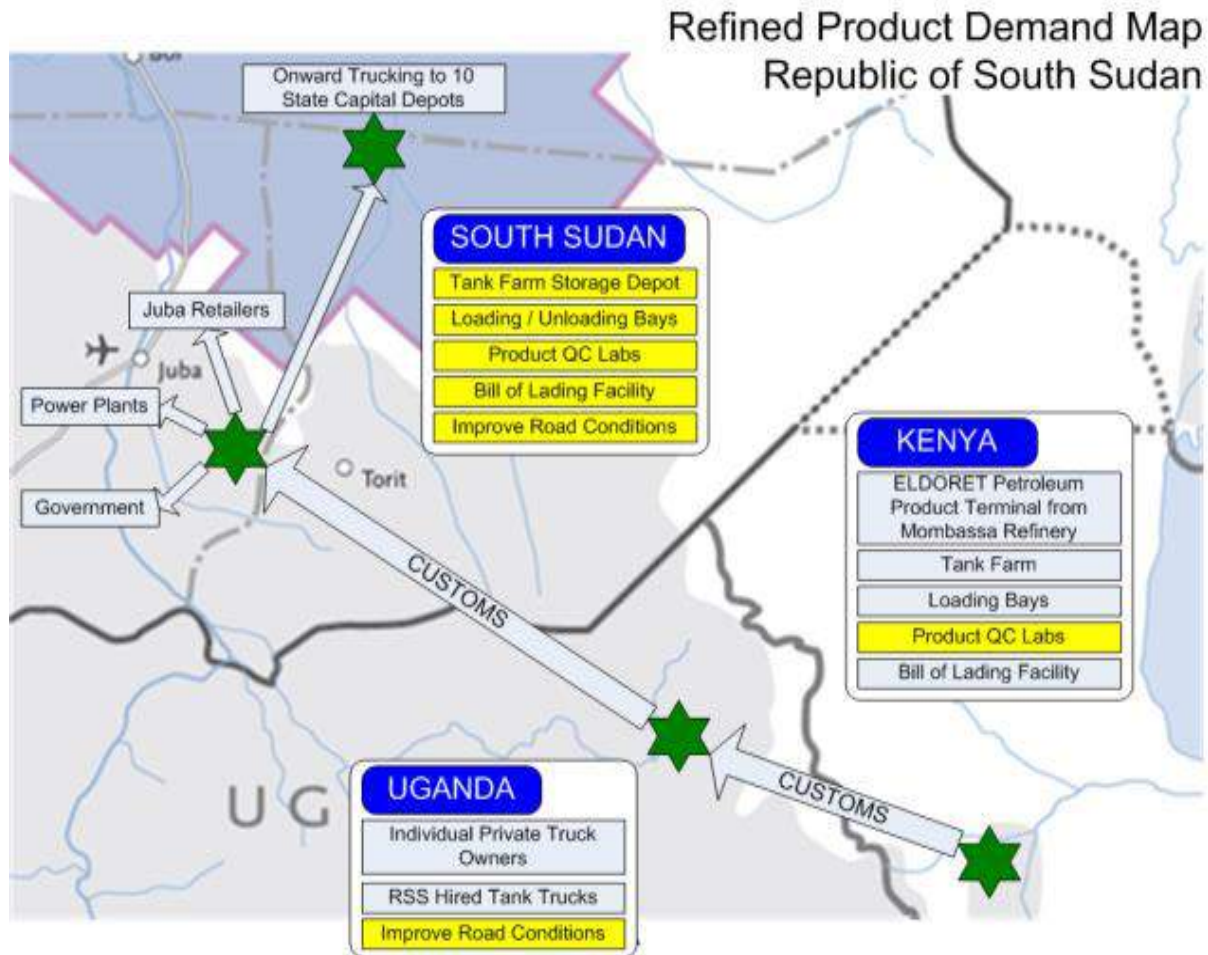 Refined Product Demand Map
Republic of South Sudan
Onward Trucking to 10
State Capital Depots
SOUTH SUDAN
Tank Farm Storage Depot
Loading / Unloading Bays
Product QC Labs
Bill of Lading Facility
Improve Road Conditions
Juba Retailers
Juba
Power Plants
Government
Torit
CUSTOMS
KENYA
ELDORET Petroleum
Product Terminal from
Mombassa Refinery
Tank Farm
Loading Bays
Product QC Labs
Bill of Lading Facility
CUSTOMS
U G
UGANDA
Individual Private Truck
Owners
RSS Hired Tank Trucks
Improve Road Conditions